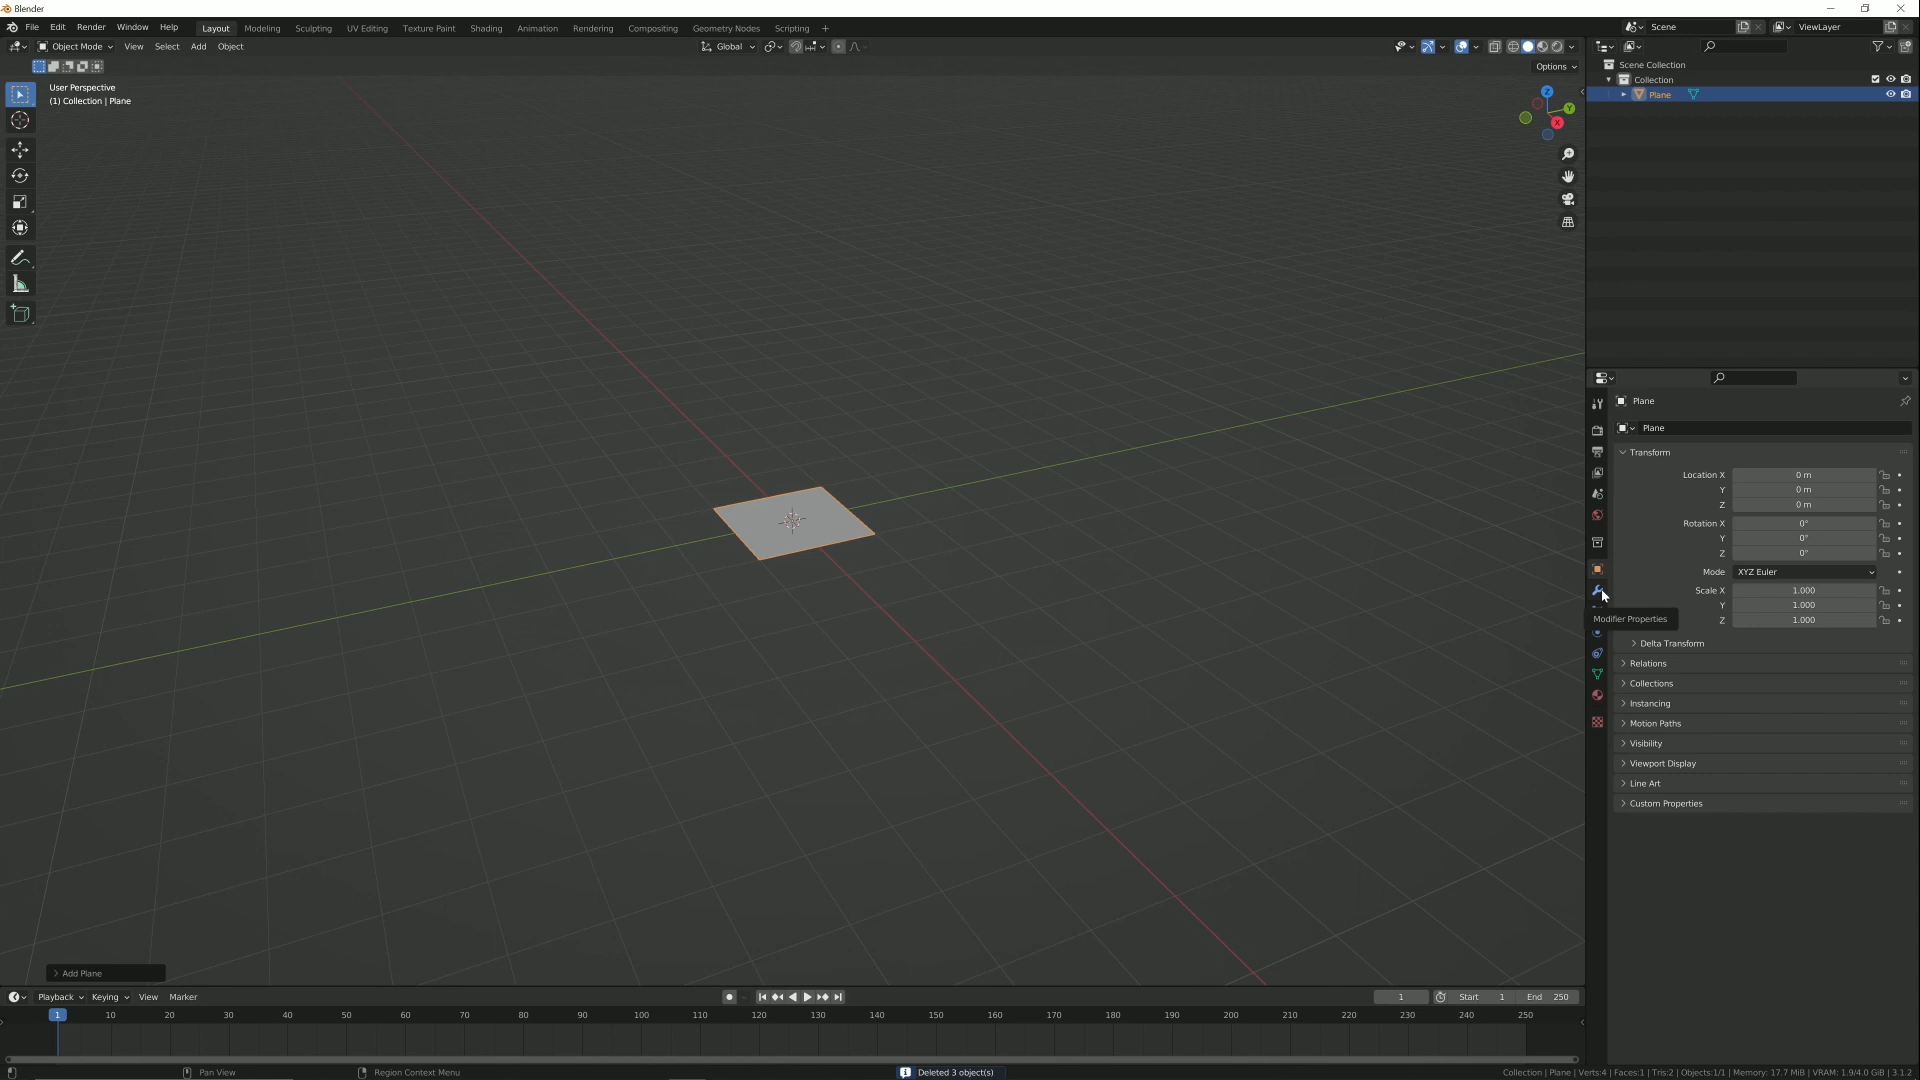 Blender
File Edit Render Window Help Layout Modeling Sculpting UV Editing Texture Paint Shading Animation Rendering Compositing Geometry Nodes Scripting + Scene ViewLayer
Object Mode View Select Add Object Global
Options
User Perspective
(1) Collection | Plane
Z
Y
X
Scene Collection
Collection
Plane
Plane
Plane
Transform
Location X 0 m
Y 0 m
Z 0 m
Rotation X 0°
Y 0°
Z 0°
Mode XYZ Euler
Scale X 1.000
Y 1.000
Z 1.000
Modifier Properties
Delta Transform
Relations
Collections
Instancing
Motion Paths
Visibility
Viewport Display
Line Art
Custom Properties
Add Plane
Playback Keying View Marker 1 Start 1 End 250
1 10 20 30 40 50 60 70 80 90 100 110 120 130 140 150 160 170 180 190 200 210 220 230 240 250
Pan View Region Context Menu Deleted 3 object(s) Collection | Plane | Verts:4 | Faces:1 | Tris:2 | Objects:1/1 | Memory: 17.7 MiB | VRAM: 1.9/4.0 GiB | 3.1.2